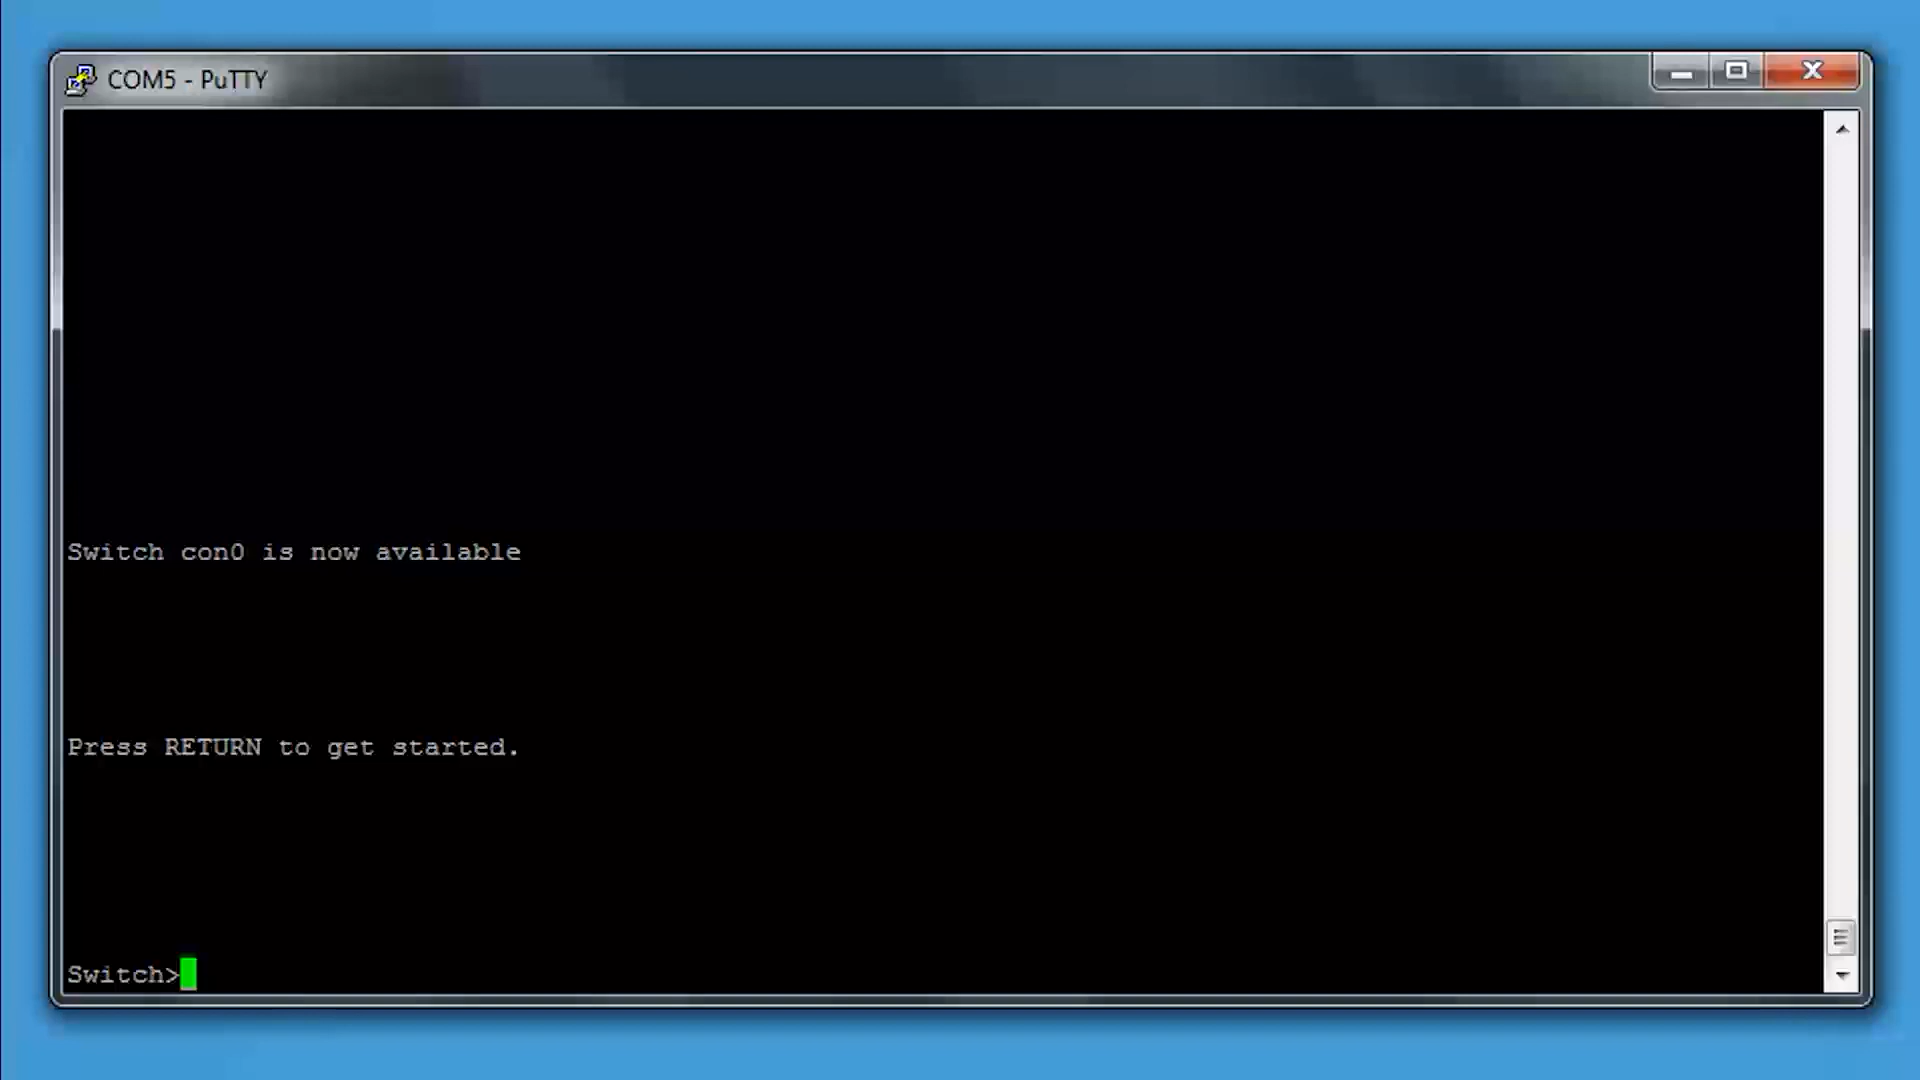 COM5 - PuTTY
Switch con0 is now available
Press RETURN to get started.
Switch>